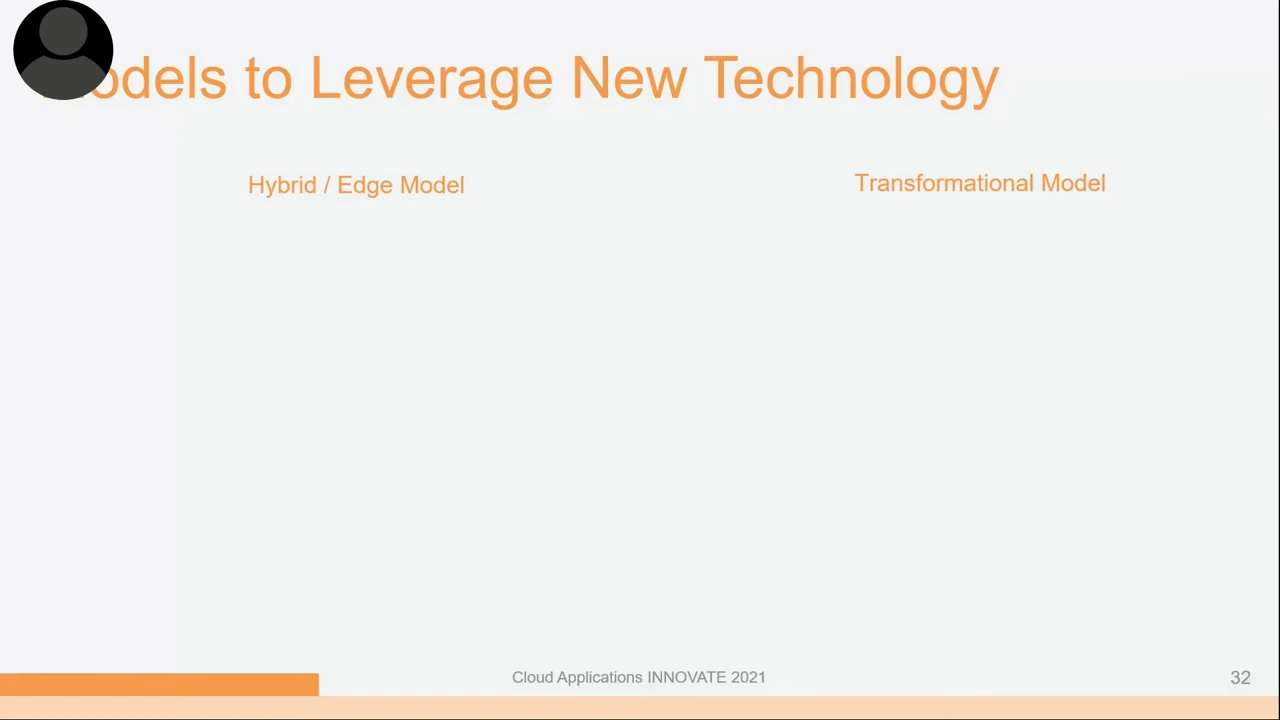 odels to Leverage New Technology
Hybrid / Edge Model
Transformational Model
Cloud Applications INNOVATE 2021
32